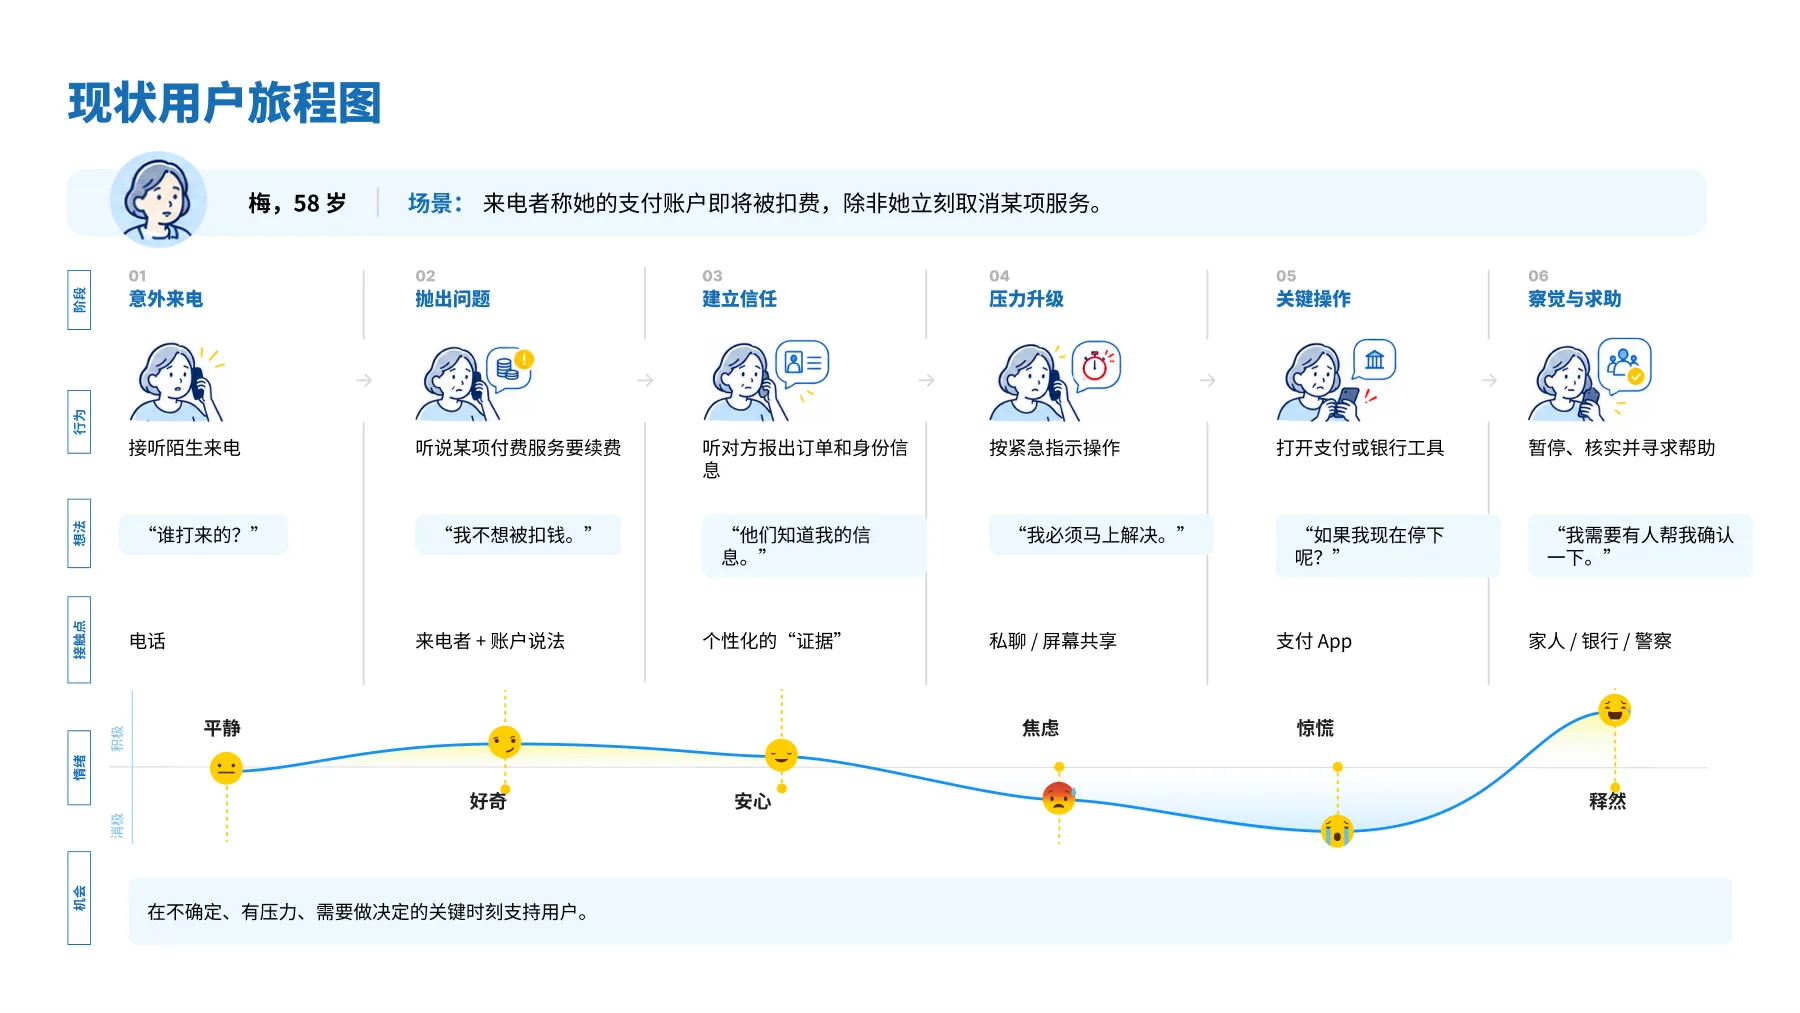 现状用户旅程图
梅，58 岁
场景： 来电者称她的支付账户即将被扣费，除非她立刻取消某项服务。
阶段
01
意外来电
02
抛出问题
03
建立信任
04
压力升级
05
关键操作
06
察觉与求助
行为
接听陌生来电
听说某项付费服务要续费
听对方报出订单和身份信
息
按紧急指示操作
打开支付或银行工具
暂停、核实并寻求帮助
想法
“谁打来的？”
“我不想被扣钱。”
“他们知道我的信
息。”
“我必须马上解决。”
“如果我现在停下
呢？”
“我需要有人帮我确认
一下。”
接触点
电话
来电者 + 账户说法
个性化的“证据”
私聊 / 屏幕共享
支付 App
家人 / 银行 / 警察
情绪
积极
消极
平静
好奇
安心
焦虑
惊慌
释然
机会
在不确定、有压力、需要做决定的关键时刻支持用户。